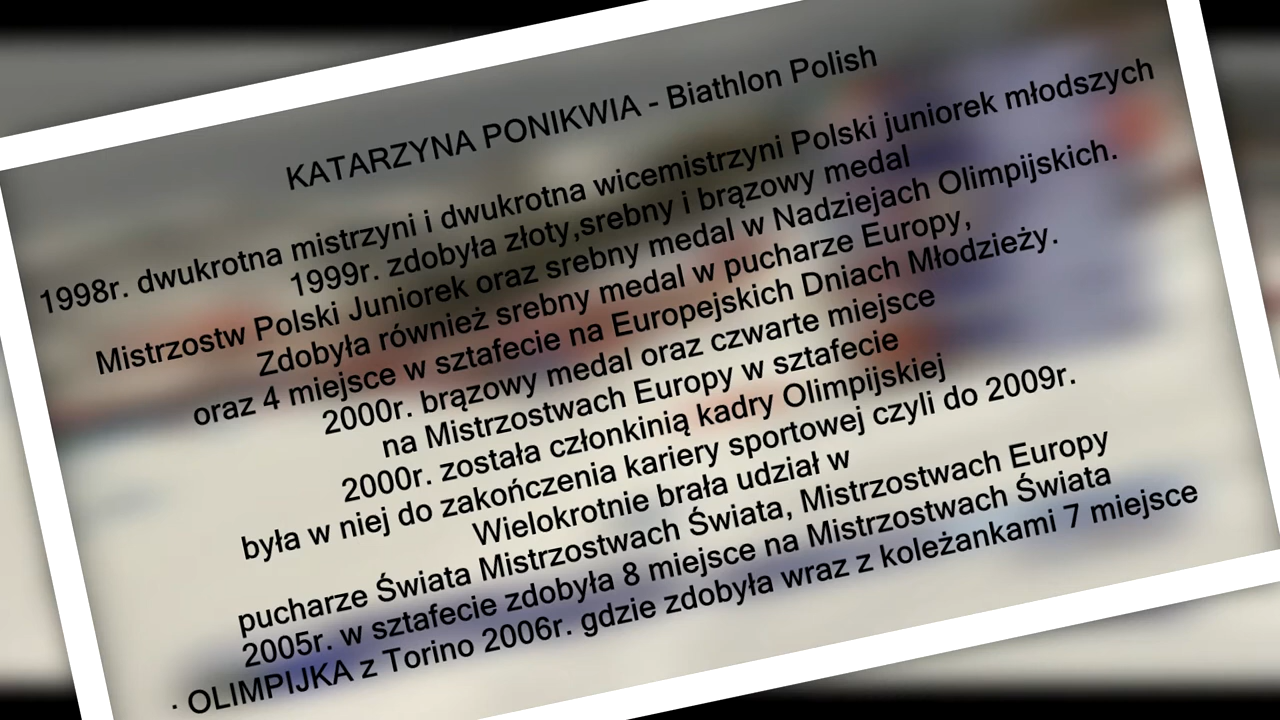 KATARZYNA PONIKWIA - Biathlon Polish
1998r. dwukrotna mistrzyni i dwukrotna wicemistrzyni Polski juniorek młodszych
1999r. zdobyła złoty,srebny i brązowy medal
Mistrzostw Polski Juniorek oraz srebny medal w Nadziejach Olimpijskich.
Zdobyła również srebny medal w pucharze Europy,
oraz 4 miejsce w sztafecie na Europejskich Dniach Młodzieży.
2000r. brązowy medal oraz czwarte miejsce
na Mistrzostwach Europy w sztafecie
2000r. została członkinią kadry Olimpijskiej
była w niej do zakończenia kariery sportowej czyli do 2009r.
Wielokrotnie brała udział w
pucharze Świata Mistrzostwach Świata, Mistrzostwach Europy
2005r. w sztafecie zdobyła 8 miejsce na Mistrzostwach Świata
· OLIMPIJKA z Torino 2006r. gdzie zdobyła wraz z koleżankami 7 miejsce